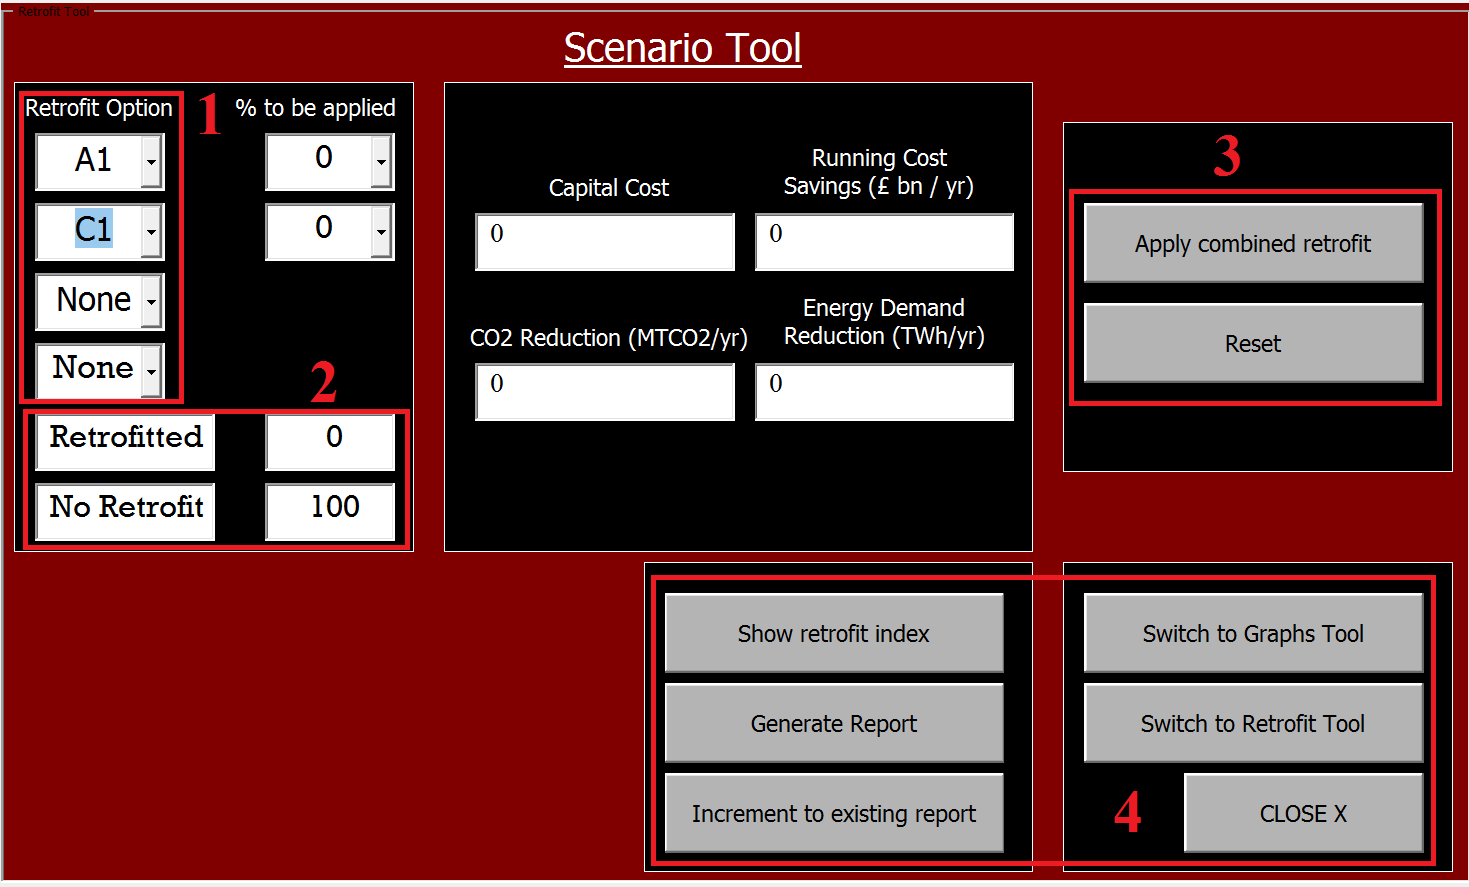 Retrofit Tool
Scenario Tool
Retrofit Option
1
% to be applied
A1
0
C1
0
None
None
2
Retrofitted
0
No Retrofit
100
Capital Cost
Running Cost
Savings (£ bn / yr)
0
0
CO2 Reduction (MTCO2/yr)
Energy Demand
Reduction (TWh/yr)
0
0
3
Apply combined retrofit
Reset
Show retrofit index
Generate Report
Increment to existing report
Switch to Graphs Tool
Switch to Retrofit Tool
4
CLOSE X